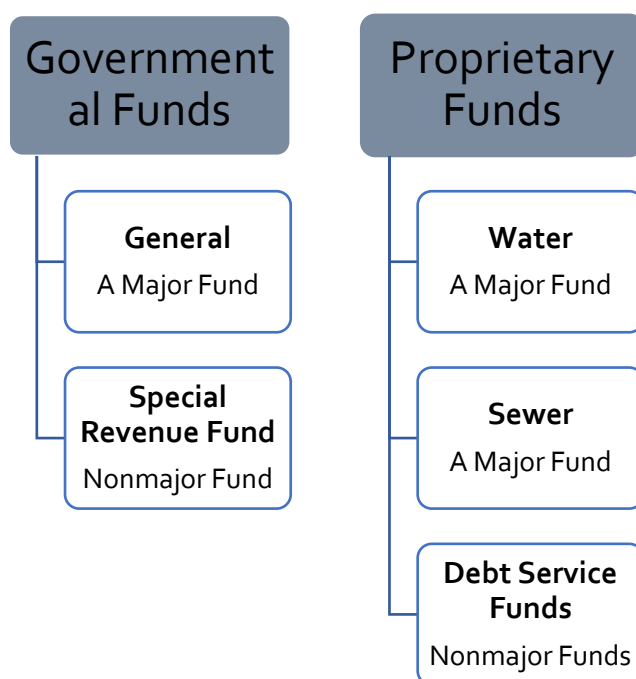 Government
al Funds
General
A Major Fund
Special
Revenue Fund
Nonmajor Fund
Proprietary
Funds
Water
A Major Fund
Sewer
A Major Fund
Debt Service
Funds
Nonmajor Funds